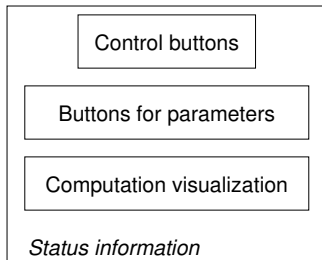 Control buttons
Buttons for parameters
Computation visualization
Status information